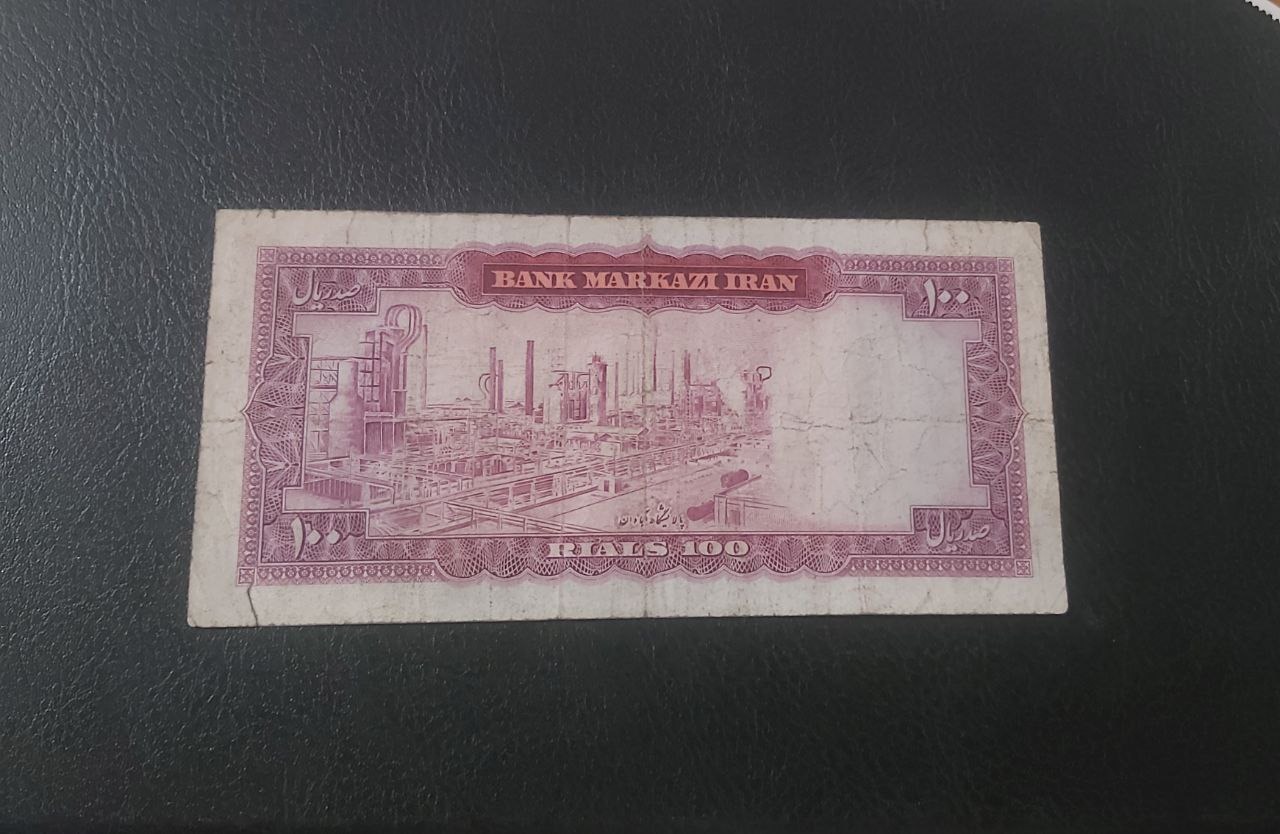 BANK MARKAZI IRAN
صد ریال
۱۰۰
پالایشگاه آبادان
۱۰۰
RIALS 100
صد ریال